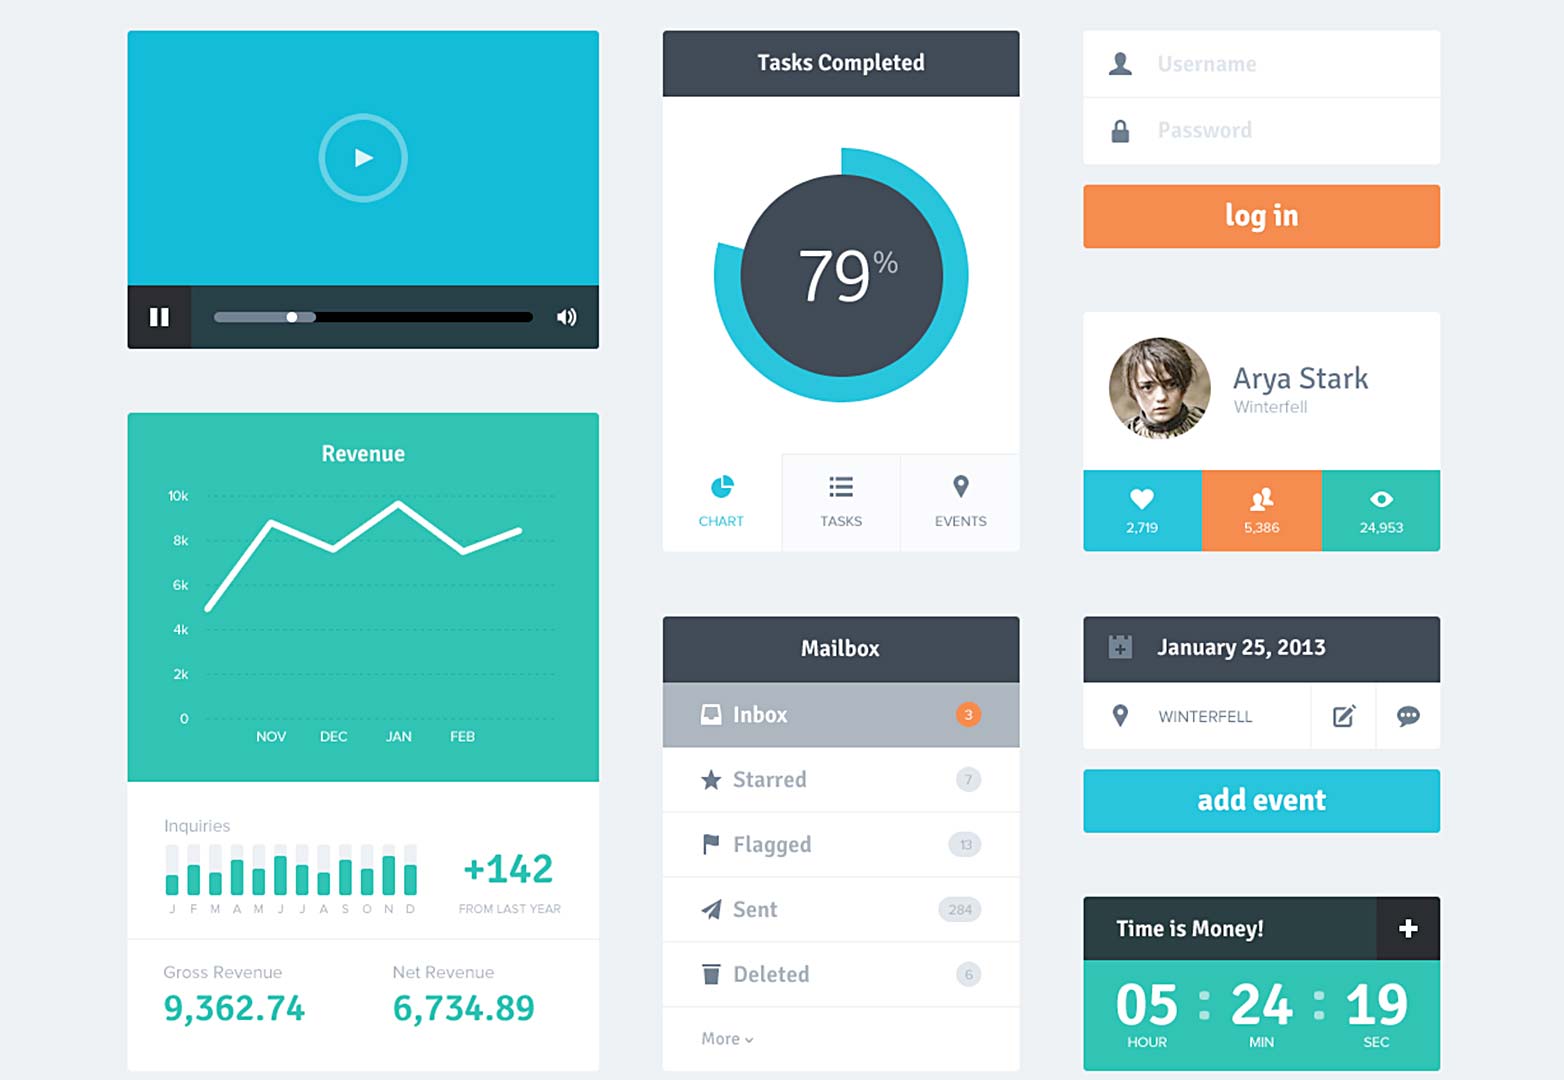 Revenue
10k
8k
6k
4k
2k
0
NOV DEC JAN FEB
Inquiries
J F M A M J J A S O N D
+142
FROM LAST YEAR
Gross Revenue
9,362.74
Net Revenue
6,734.89
Tasks Completed
79%
CHART TASKS EVENTS
Mailbox
Inbox 3
Starred 7
Flagged 13
Sent 284
Deleted 6
More
Username
Password
log in
Arya Stark
Winterfell
2,719 5,386 24,953
January 25, 2013
WINTERFELL
add event
Time is Money!
05 : 24 : 19
HOUR MIN SEC